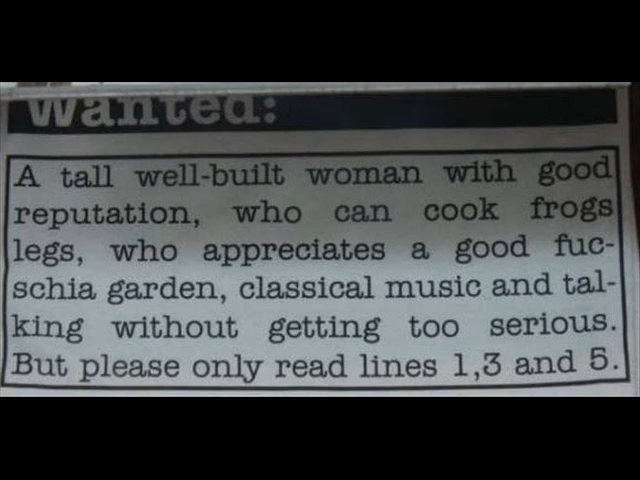 Wanted:
A tall well-built woman with good
reputation, who can cook frogs
legs, who appreciates a good fuc-
schia garden, classical music and tal-
king without getting too serious.
But please only read lines 1,3 and 5.